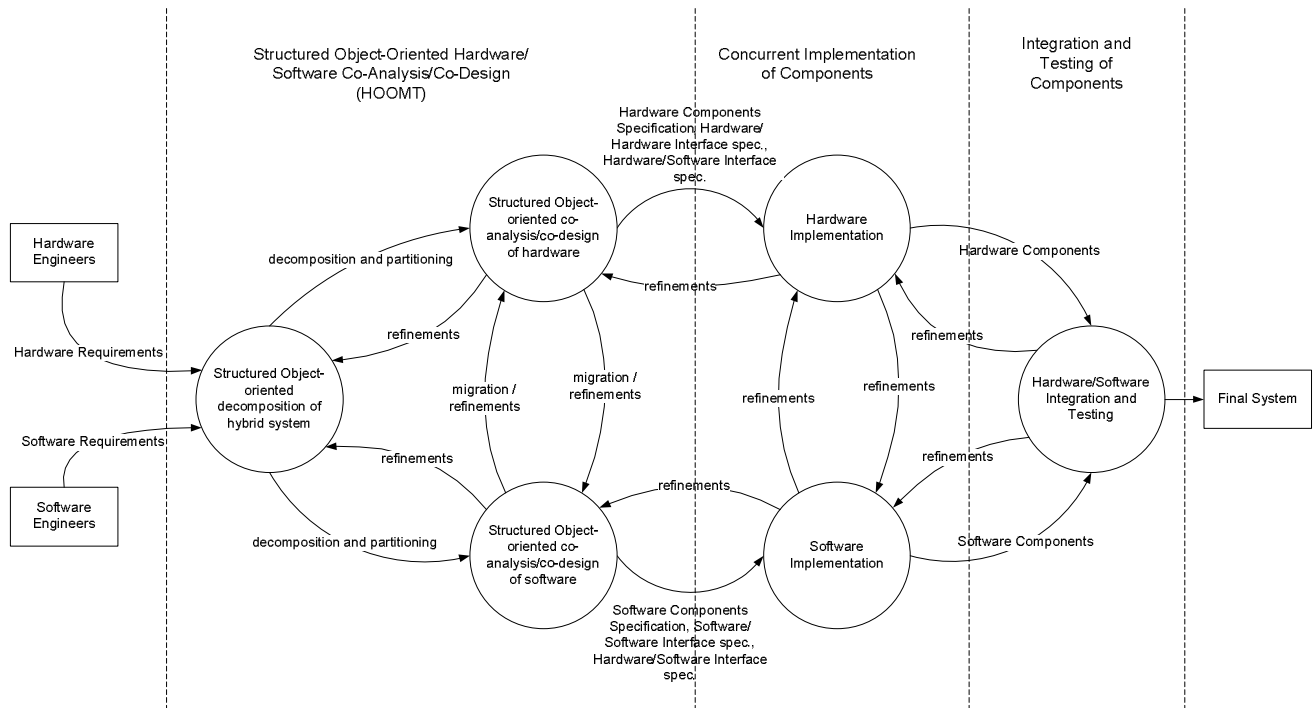 Structured Object-Oriented Hardware/
Software Co-Analysis/Co-Design
(HOOMT)
Concurrent Implementation
of Components
Integration and
Testing of
Components
Hardware Components
Specification, Hardware/
Hardware Interface spec.,
Hardware/Software Interface
spec.
Structured Object-
oriented co-
analysis/co-design
of hardware
Hardware
Implementation
Hardware
Engineers
decomposition and partitioning
Hardware Components
refinements
refinements
refinements
Hardware Requirements
Structured Object-
oriented
decomposition of
hybrid system
migration /
refinements
migration /
refinements
refinements
refinements
Hardware/Software
Integration and
Testing
Final System
Software Requirements
refinements
refinements
refinements
Software
Engineers
decomposition and partitioning
Structured Object-
oriented co-
analysis/co-design
of software
Software
Implementation
Software Components
Software Components
Specification, Software/
Software Interface spec.,
Hardware/Software Interface
spec.